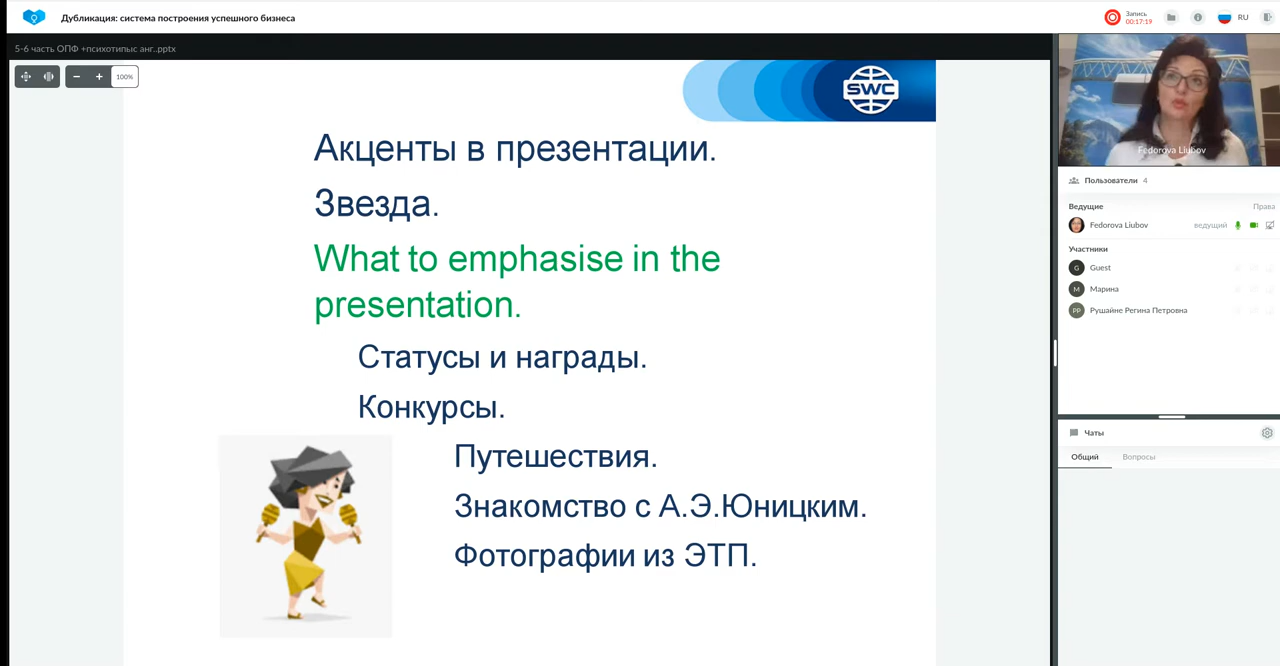 Дубликация: система построения успешного бизнеса
Запись
00:17:19
RU
5-6 часть ОПФ +психотипыс анг..pptx
100%
SWC
Акценты в презентации.
Звезда.
What to emphasise in the
presentation.
Статусы и награды.
Конкурсы.
Путешествия.
Знакомство с А.Э.Юницким.
Фотографии из ЭТП.
Fedorova Liubov
Пользователи 4
Ведущие Права
Fedorova Liubov ведущий
Участники
G Guest
М Марина
РР Рушайне Регина Петровна
Чаты
Общий Вопросы